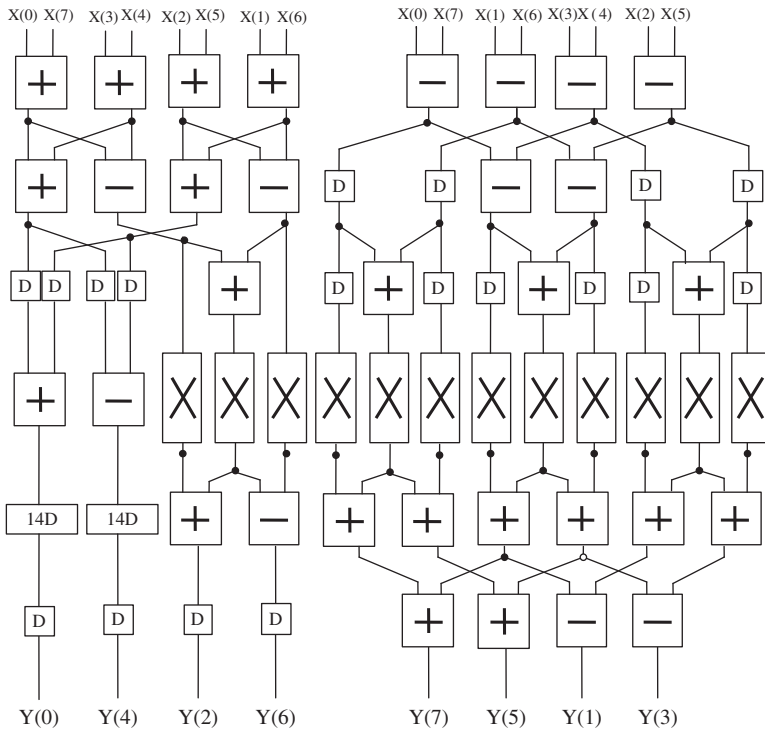 X(0) X(7) X(3) X(4) X(2) X(5) X(1) X(6) X(0) X(7) X(1) X(6) X(3) X(4) X(2) X(5)
+ + + + − − − −
+ − + − D D − − D D
D D D D + D + D D + D D + D
+ −
14D 14D + − + + + + + +
D D D D + + − −
Y(0) Y(4) Y(2) Y(6) Y(7) Y(5) Y(1) Y(3)